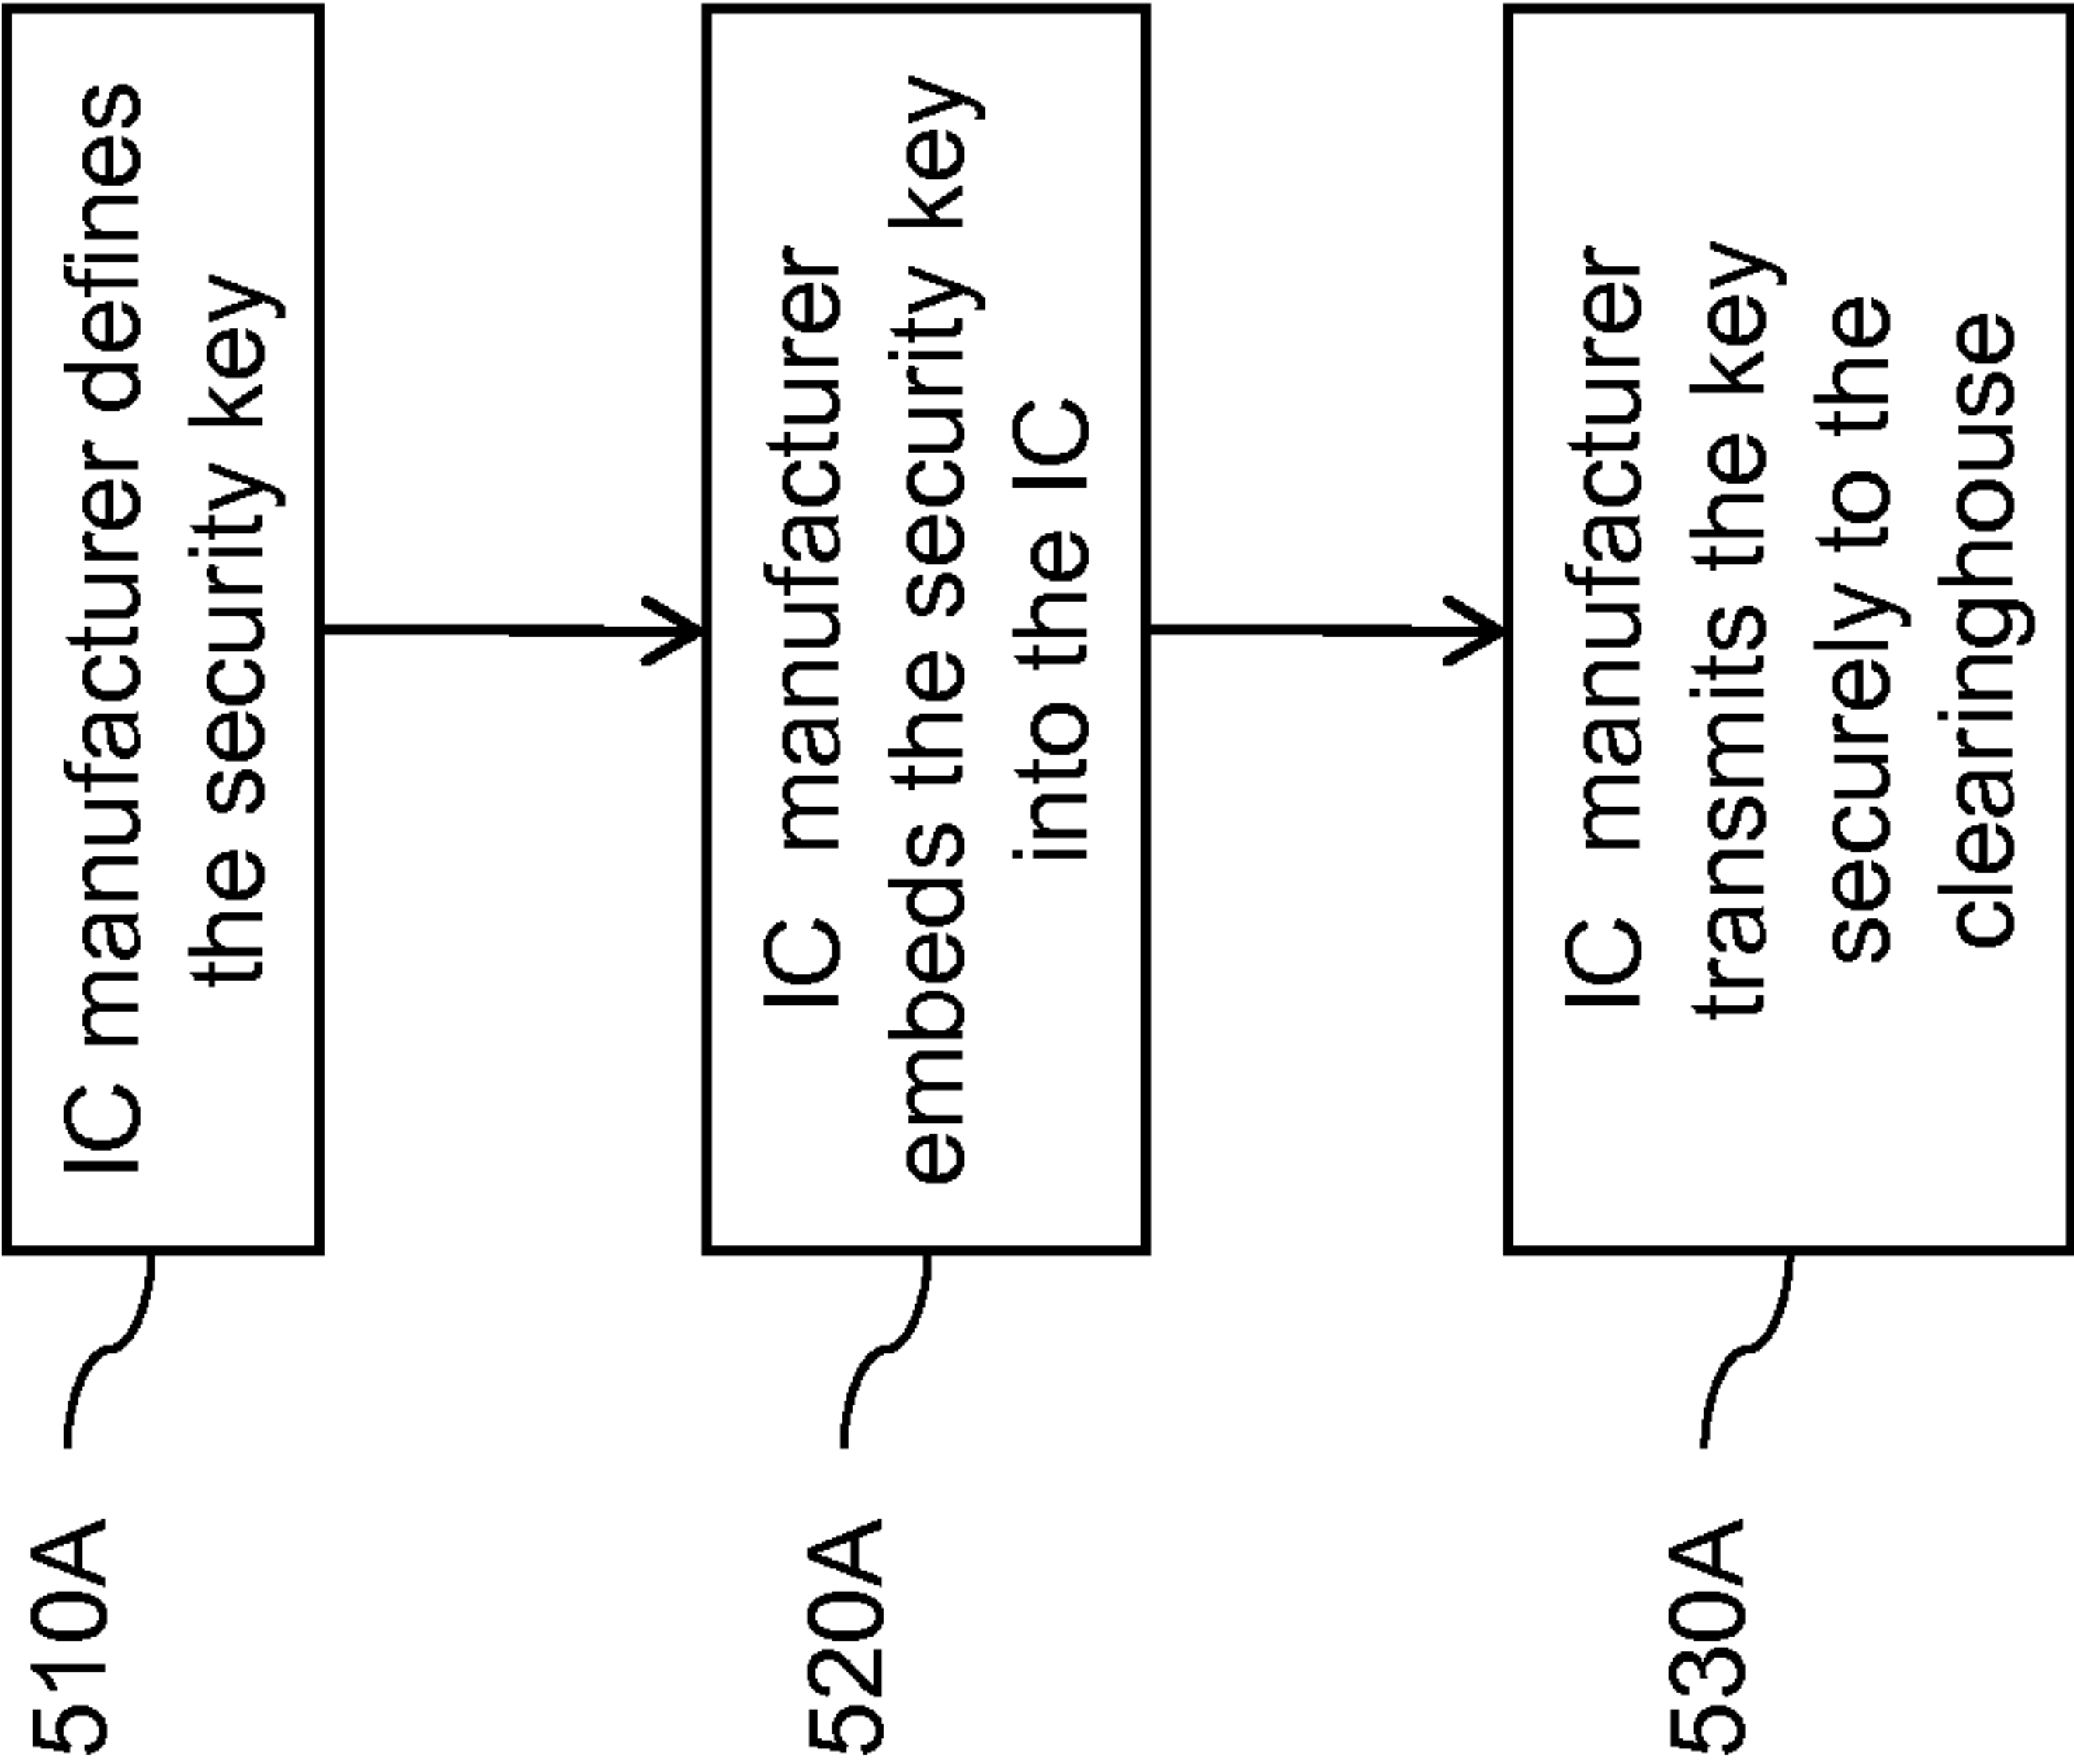 510A
IC manufacturer defines
the security key
520A
IC manufacturer
embeds the security key
into the IC
530A
IC manufacturer
transmits the key
securely to the
clearinghouse